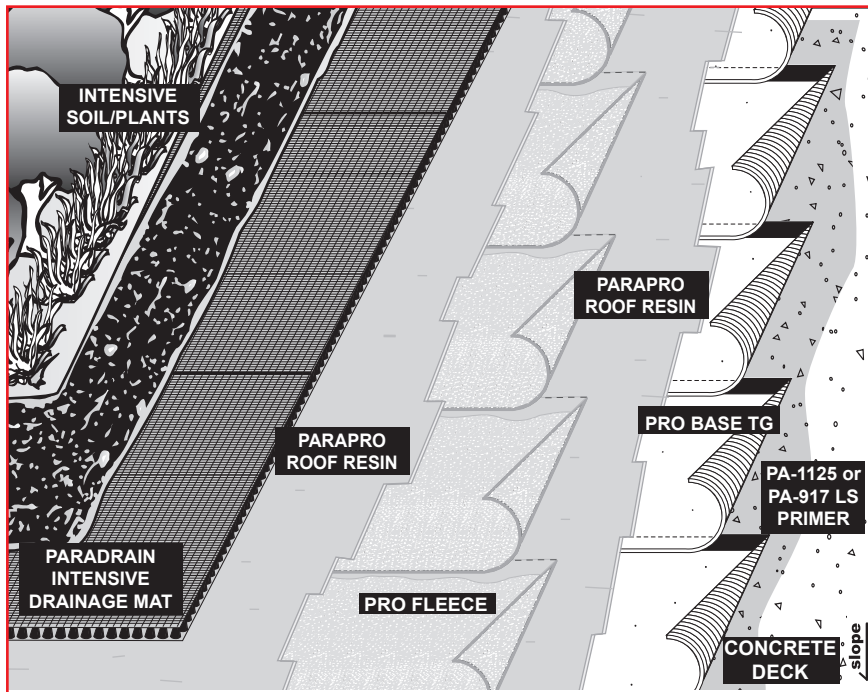 INTENSIVE
SOIL/PLANTS
PARAPRO
ROOF RESIN
PARAPRO
ROOF RESIN
PRO BASE TG
PA-1125 or
PA-917 LS
PRIMER
PARADRAIN
INTENSIVE
DRAINAGE MAT
PRO FLEECE
CONCRETE
DECK
slope